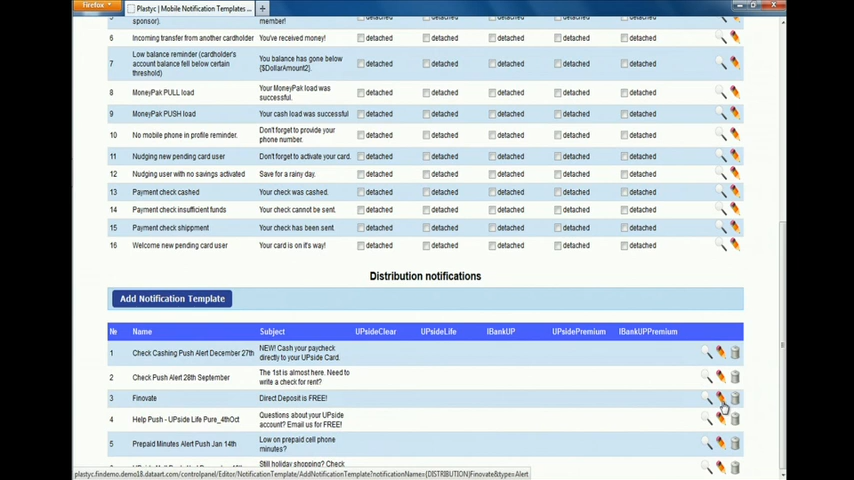 Firefox
Plastyc | Mobile Notification Templates ...
sponsor). member!
6 Incoming transfer from another cardholder You've received money! detached detached detached detached detached
7 Low balance reminder (cardholder's account balance fell below certain threshold) You balance has gone below {$DollarAmount2}. detached detached detached detached detached
8 MoneyPak PULL load Your MoneyPak load was successful. detached detached detached detached detached
9 MoneyPak PUSH load Your cash load was successful detached detached detached detached detached
10 No mobile phone in profile reminder. Don't forget to provide your phone number. detached detached detached detached detached
11 Nudging new pending card user Don't forget to activate your card. detached detached detached detached detached
12 Nudging user with no savings activated Save for a rainy day. detached detached detached detached detached
13 Payment check cashed Your check was cashed. detached detached detached detached detached
14 Payment check insufficient funds Your check cannot be sent. detached detached detached detached detached
15 Payment check shippment Your check has been sent. detached detached detached detached detached
16 Welcome new pending card user Your card is on it's way! detached detached detached detached detached
Distribution notifications
Add Notification Template
№ Name Subject UPsideClear UPsideLife IBankUP UPsidePremium IBankUPPremium
1 Check Cashing Push Alert December 27th NEW! Cash your paycheck directly to your UPside Card.
2 Check Push Alert 28th September The 1st is almost here. Need to write a check for rent?
3 Finovate Direct Deposit is FREE!
4 Help Push - UPside Life Pure_4thOct Questions about your UPside account? Email us for FREE!
5 Prepaid Minutes Alert Push Jan 14th Low on prepaid cell phone minutes?
Still holiday shopping? Check
plastyc.findemo.demo18.dataart.com/controlpanel/Editor/NotificationTemplate/AddNotificationTemplate?notificationName={DISTRIBUTION}Finovate&type=Alert